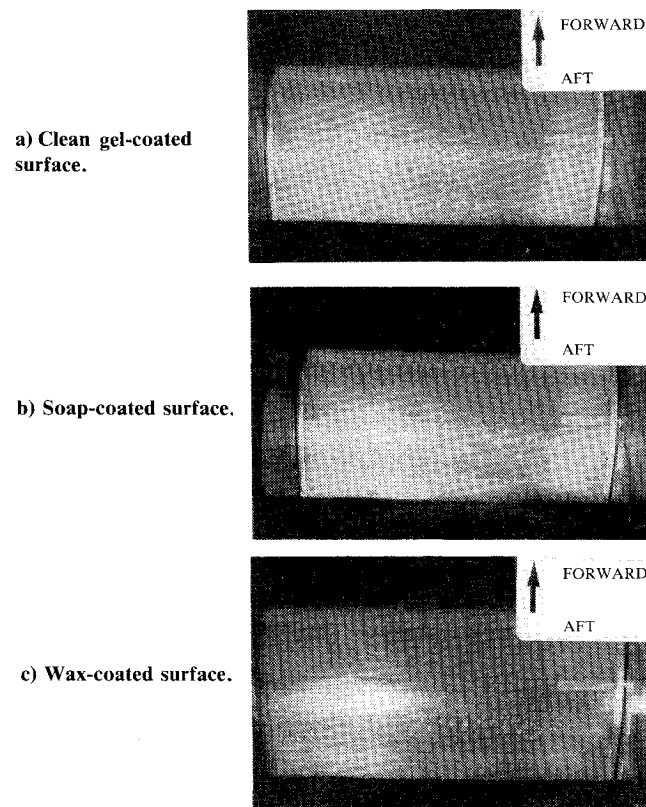 FORWARD
AFT
a) Clean gel-coated
surface.
FORWARD
AFT
b) Soap-coated surface.
FORWARD
AFT
c) Wax-coated surface.